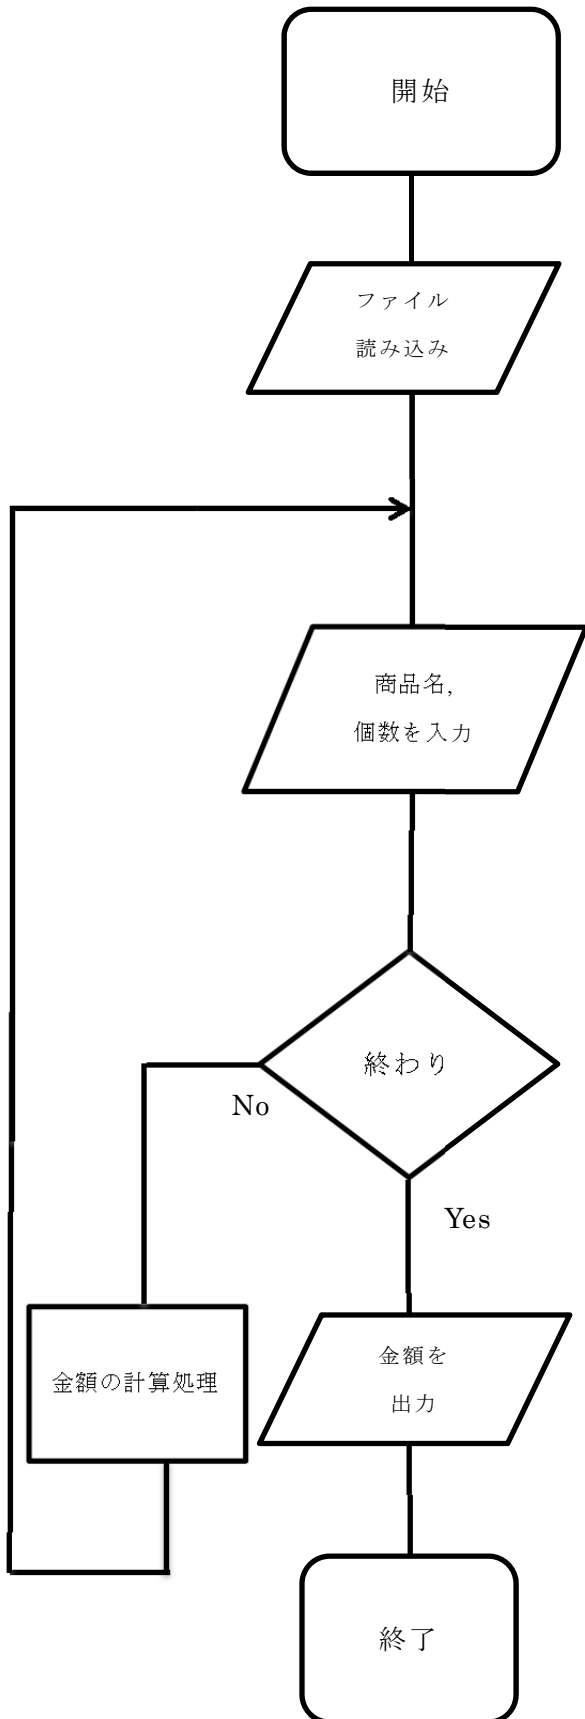 開始
ファイル
読み込み
商品名,
個数を入力
終わり
No
Yes
金額の計算処理
金額を
出力
終了